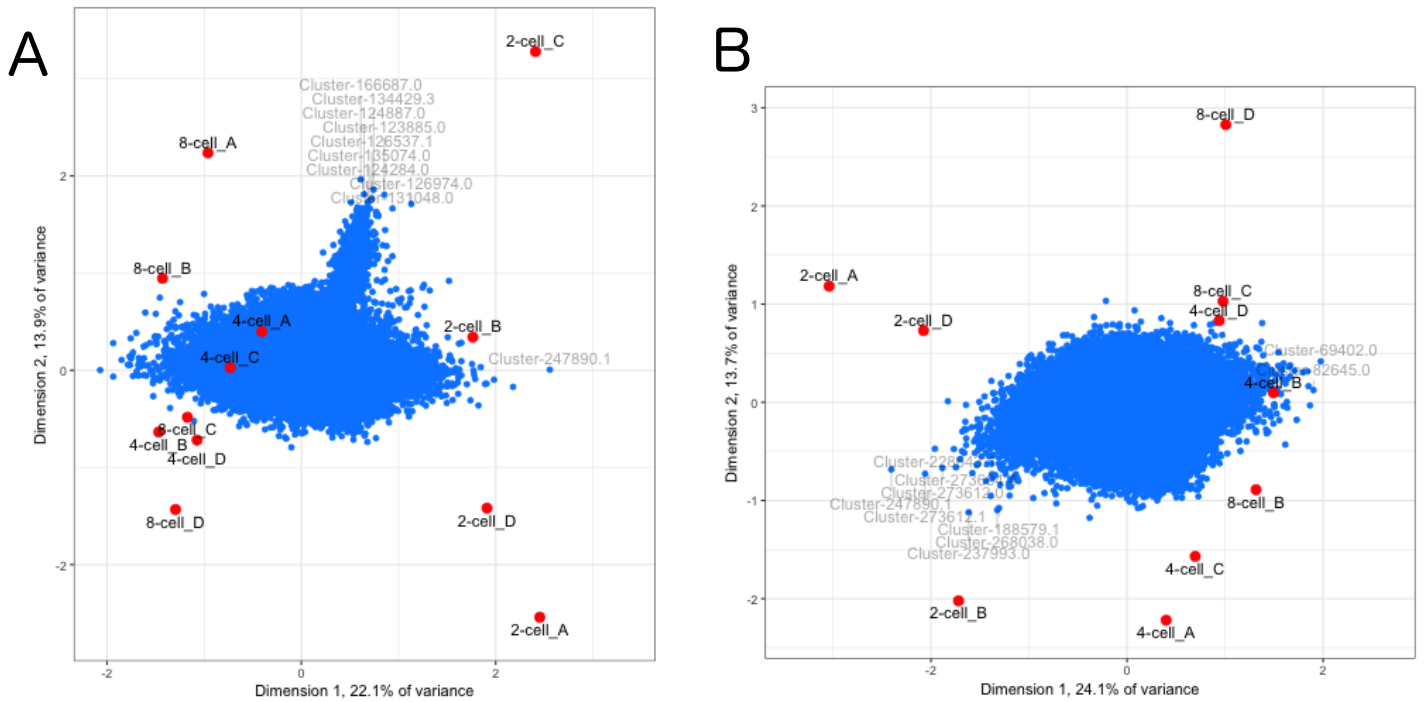 A
2-cell_C
Cluster-166687.0
Cluster-134429.3
Cluster-124887.0
Cluster-123885.0
Cluster-126537.1
Cluster-135074.0
Cluster-124284.0
Cluster-126974.0
Cluster-131048.0
8-cell_A
8-cell_B
4-cell_A
4-cell_C
2-cell_B
Cluster-247890.1
8-cell_C
4-cell_B
4-cell_D
8-cell_D
2-cell_D
2-cell_A
2
0
-2
-2
0
2
Dimension 2, 13.9% of variance
Dimension 1, 22.1% of variance
B
8-cell_D
2-cell_A
8-cell_C
4-cell_D
2-cell_D
Cluster-69402.0
Cluster-82645.0
4-cell_B
Cluster-273612.0
Cluster-247890.1
Cluster-273612.1
Cluster-188579.1
Cluster-268038.0
Cluster-237993.0
8-cell_B
4-cell_C
2-cell_B
4-cell_A
3
2
1
0
-1
-2
-2
0
2
Dimension 2, 13.7% of variance
Dimension 1, 24.1% of variance